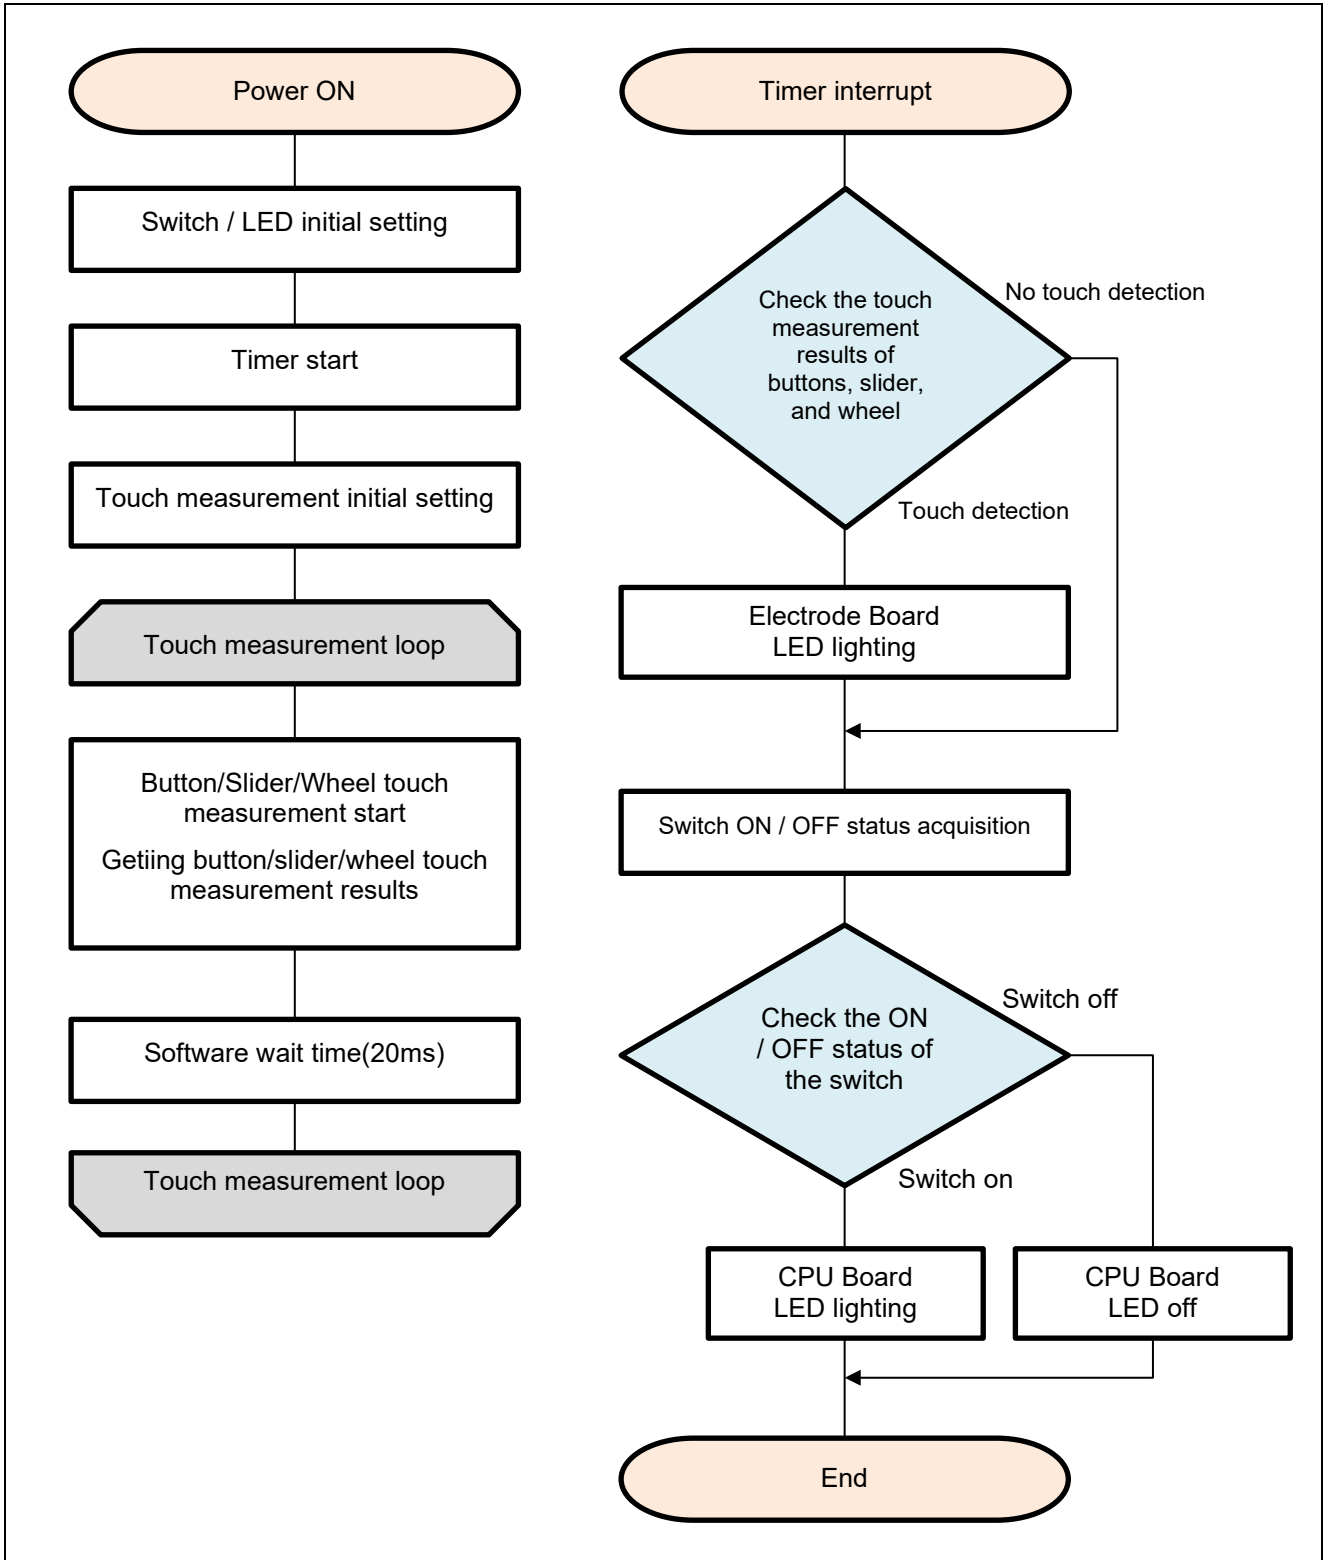 Power ON
Switch / LED initial setting
Timer start
Touch measurement initial setting
Touch measurement loop
Button/Slider/Wheel touch
measurement start
Getiing button/slider/wheel touch
measurement results
Software wait time(20ms)
Touch measurement loop
Timer interrupt
Check the touch
measurement
results of
buttons, slider,
and wheel
No touch detection
Touch detection
Electrode Board
LED lighting
Switch ON / OFF status acquisition
Check the ON
/ OFF status of
the switch
Switch off
Switch on
CPU Board
LED lighting
CPU Board
LED off
End